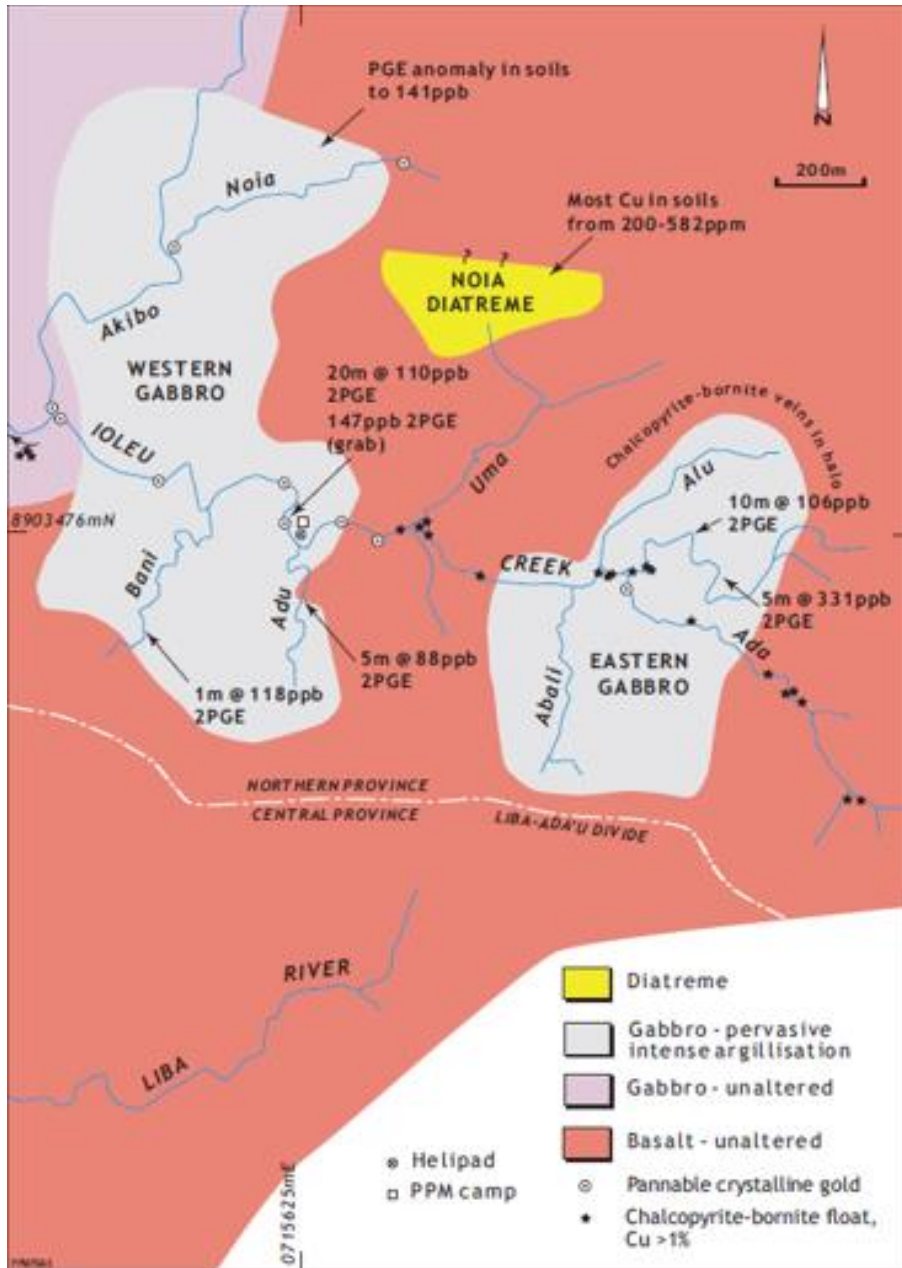 PGE anomaly in soils
to 141ppb
N
200m
Noia
Most Cu in soils
from 200-582ppm
? ?
NOIA
DIATREME
Akibo
WESTERN
GABBRO
20m @ 110ppb
2PGE
147ppb 2PGE
(grab)
IOLEU
Chalcopyrite-bornite veins in halo
Uma
Alu
10m @ 106ppb
2PGE
8903476mN
CREEK
Bani
Adu
5m @ 331ppb
2PGE
Ada
5m @ 88ppb
2PGE
EASTERN
GABBRO
Abali
1m @ 118ppb
2PGE
NORTHERN PROVINCE
CENTRAL PROVINCE
LIBA-ADA'U DIVIDE
RIVER
LIBA
Diatreme
Gabbro - pervasive
intense argillisation
Gabbro - unaltered
Basalt - unaltered
Helipad
PPM camp
Pannable crystalline gold
Chalcopyrite-bornite float,
Cu >1%
0715625mE